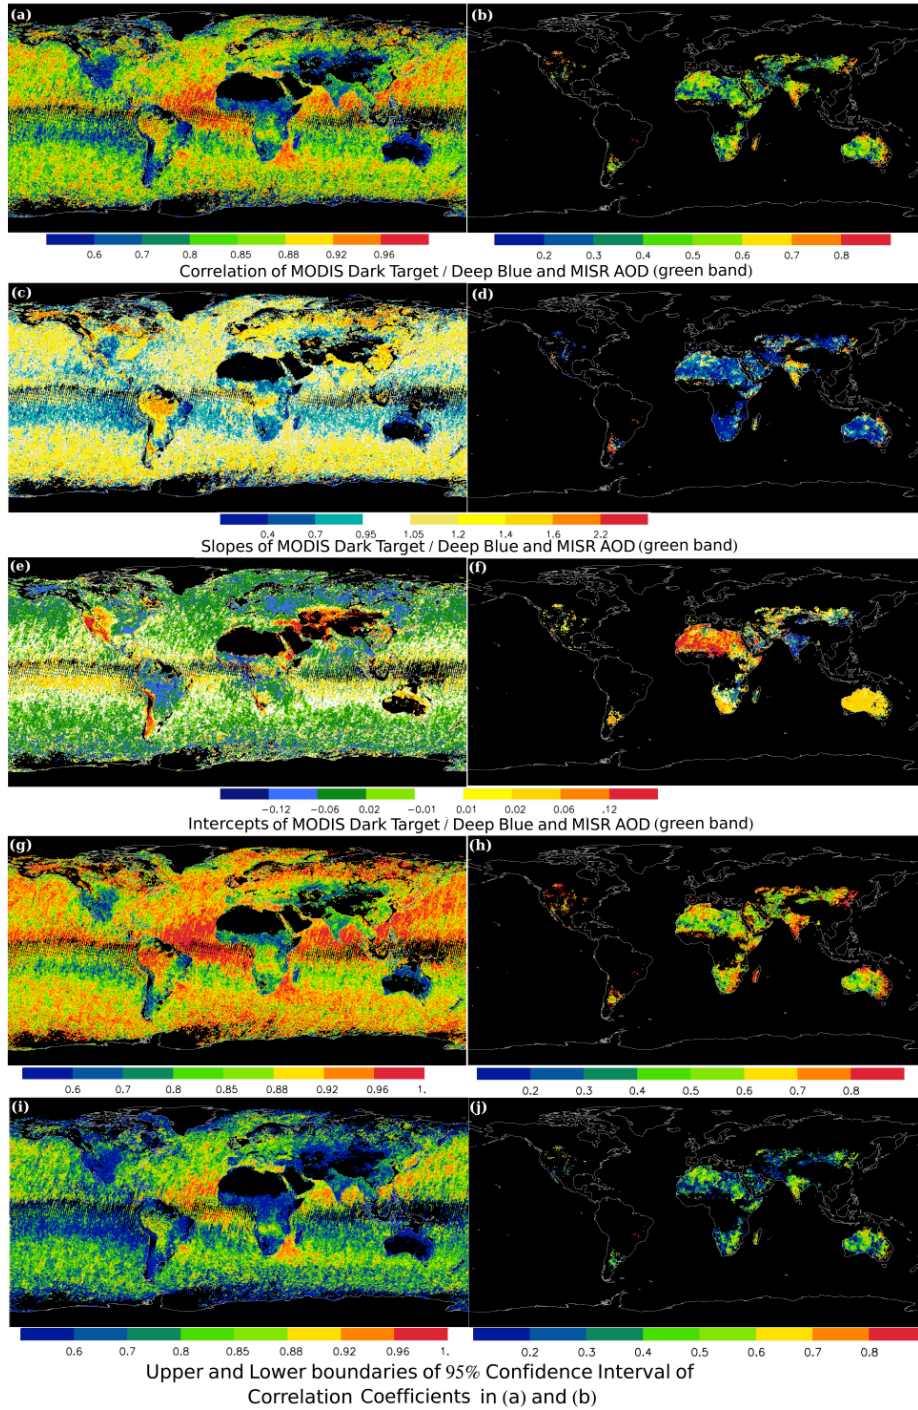 (a) (b)
0.6 0.7 0.8 0.85 0.88 0.92 0.96 0.2 0.3 0.4 0.5 0.6 0.7 0.8
Correlation of MODIS Dark Target / Deep Blue and MISR AOD (green band)
(c) (d)
0.4 0.7 0.95 1.05 1.2 1.4 1.6 2.2
Slopes of MODIS Dark Target / Deep Blue and MISR AOD (green band)
(e) (f)
−0.12 −0.06 0.02 −0.01 0.01 0.02 0.06 .12
Intercepts of MODIS Dark Target / Deep Blue and MISR AOD (green band)
(g) (h)
0.6 0.7 0.8 0.85 0.88 0.92 0.96 1. 0.2 0.3 0.4 0.5 0.6 0.7 0.8
(i) (j)
0.6 0.7 0.8 0.85 0.88 0.92 0.96 1. 0.2 0.3 0.4 0.5 0.6 0.7 0.8
Upper and Lower boundaries of 95% Confidence Interval of
Correlation Coefficients in (a) and (b)